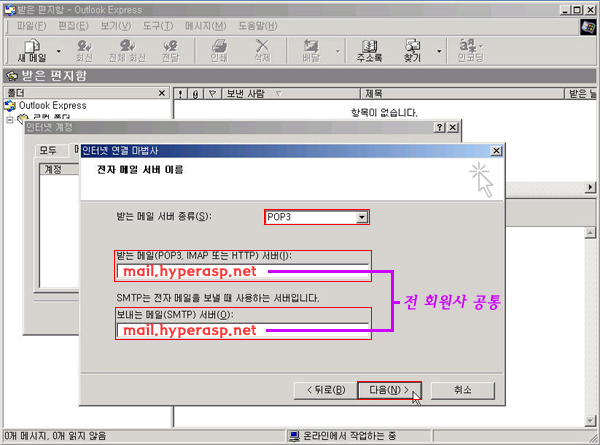 받은 편지함 - Outlook Express
파일(F) 편집(E) 보기(V) 도구(T) 메시지(M) 도움말(H)
새 메일 회신 전체 회신 전달 인쇄 삭제 배달 주소록 찾기 인코딩
받은 편지함
폴더
! 보낸 사람 제목 받은 날
Outlook Express
항목이 없습니다.
로컬 폴더
인터넷 계정
모두
계정
인터넷 연결 마법사
전자 메일 서버 이름
받는 메일 서버 종류(S): POP3
받는 메일(POP3, IMAP 또는 HTTP) 서버(I):
mail.hyperasp.net
SMTP는 전자 메일을 보낼 때 사용하는 서버입니다.
전 회원사 공통
보내는 메일(SMTP) 서버(O):
mail.hyperasp.net
< 뒤로(B) 다음(N) > 취소
0개 메시지, 0개 읽지 않음 온라인에서 작업하는 중